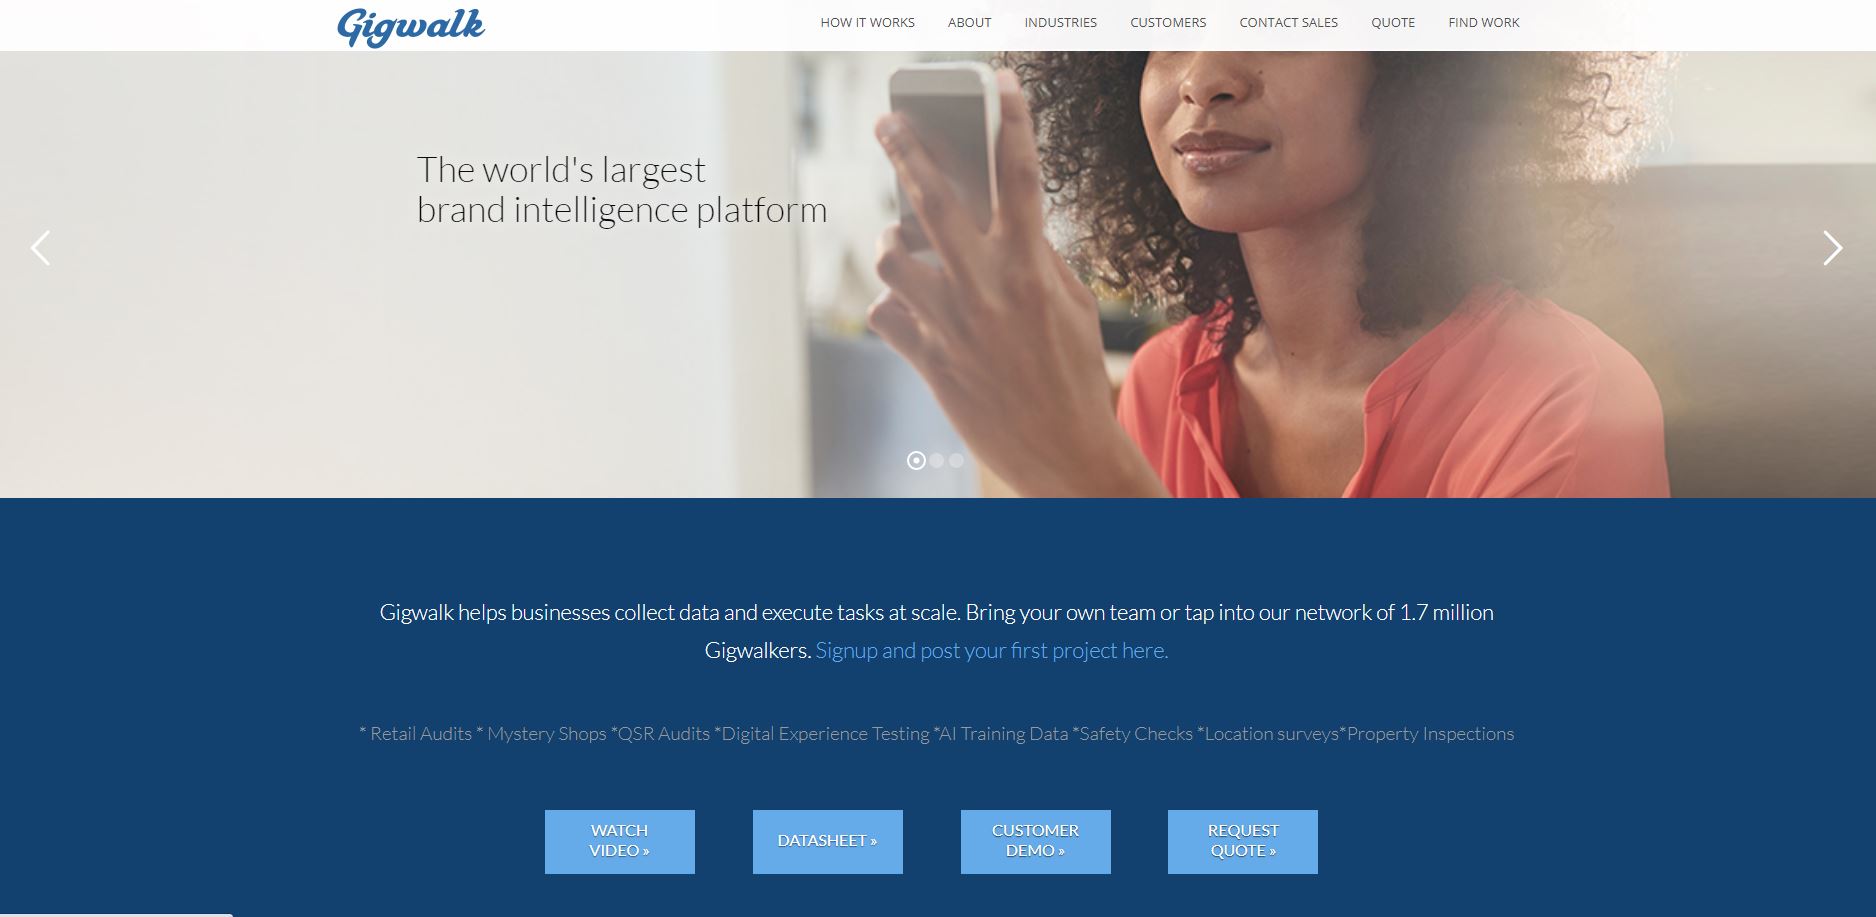 Gigwalk
HOW IT WORKS ABOUT INDUSTRIES CUSTOMERS CONTACT SALES QUOTE FIND WORK
The world's largest
brand intelligence platform
Gigwalk helps businesses collect data and execute tasks at scale. Bring your own team or tap into our network of 1.7 million
Gigwalkers. Signup and post your first project here.
* Retail Audits * Mystery Shops *QSR Audits *Digital Experience Testing *AI Training Data *Safety Checks *Location surveys*Property Inspections
WATCH
VIDEO »
DATASHEET »
CUSTOMER
DEMO »
REQUEST
QUOTE »